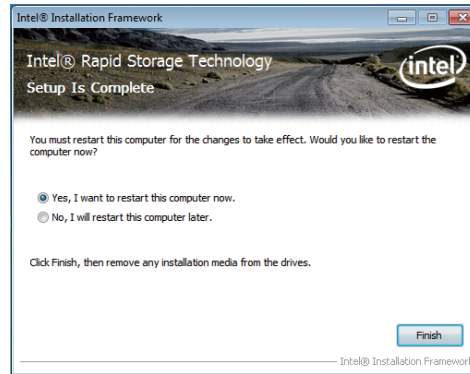 Intel® Installation Framework
Intel® Rapid Storage Technology
Setup Is Complete
intel
You must restart this computer for the changes to take effect. Would you like to restart the
computer now?
Yes, I want to restart this computer now.
No, I will restart this computer later.
Click Finish, then remove any installation media from the drives.
Finish
Intel® Installation Framework